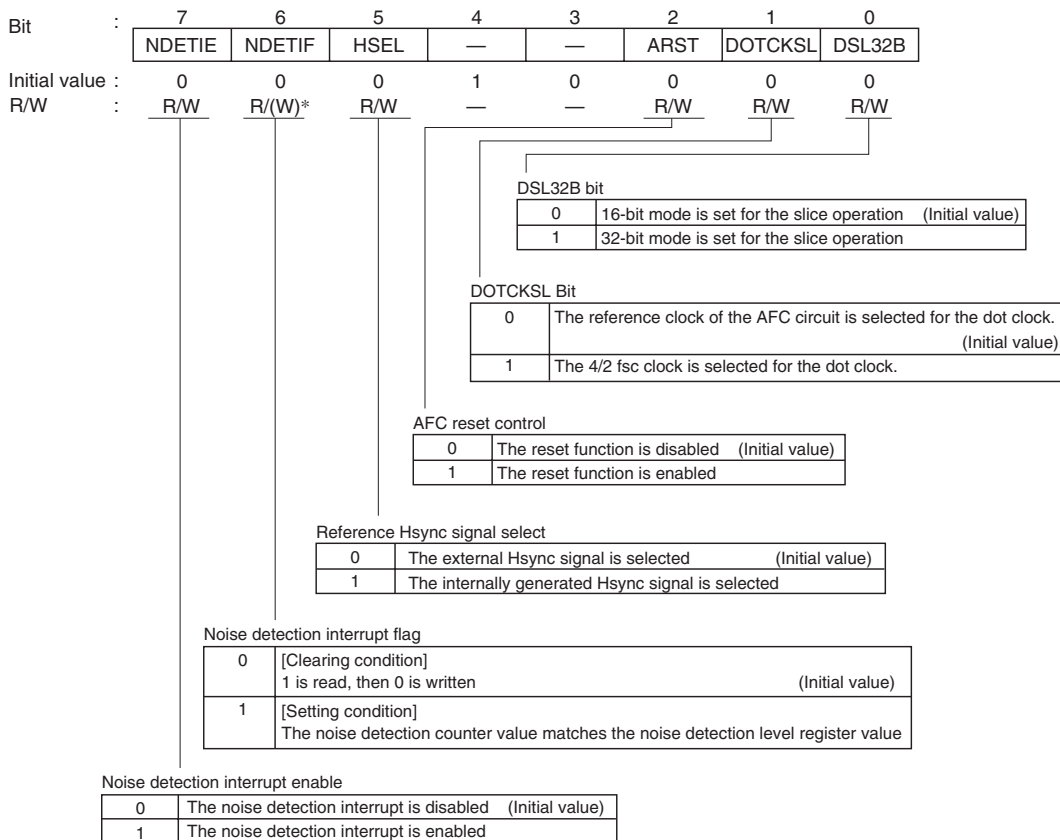 Bit : 7 6 5 4 3 2 1 0
NDETIE NDETIF HSEL — — ARST DOTCKSL DSL32B
Initial value : 0 0 0 1 0 0 0 0
R/W : R/W R/(W)* R/W — — R/W R/W R/W
DSL32B bit
0 16-bit mode is set for the slice operation (Initial value)
1 32-bit mode is set for the slice operation
DOTCKSL Bit
0 The reference clock of the AFC circuit is selected for the dot clock.
(Initial value)
1 The 4/2 fsc clock is selected for the dot clock.
AFC reset control
0 The reset function is disabled (Initial value)
1 The reset function is enabled
Reference Hsync signal select
0 The external Hsync signal is selected (Initial value)
1 The internally generated Hsync signal is selected
Noise detection interrupt flag
0 [Clearing condition]
1 is read, then 0 is written (Initial value)
1 [Setting condition]
The noise detection counter value matches the noise detection level register value
Noise detection interrupt enable
0 The noise detection interrupt is disabled (Initial value)
1 The noise detection interrupt is enabled